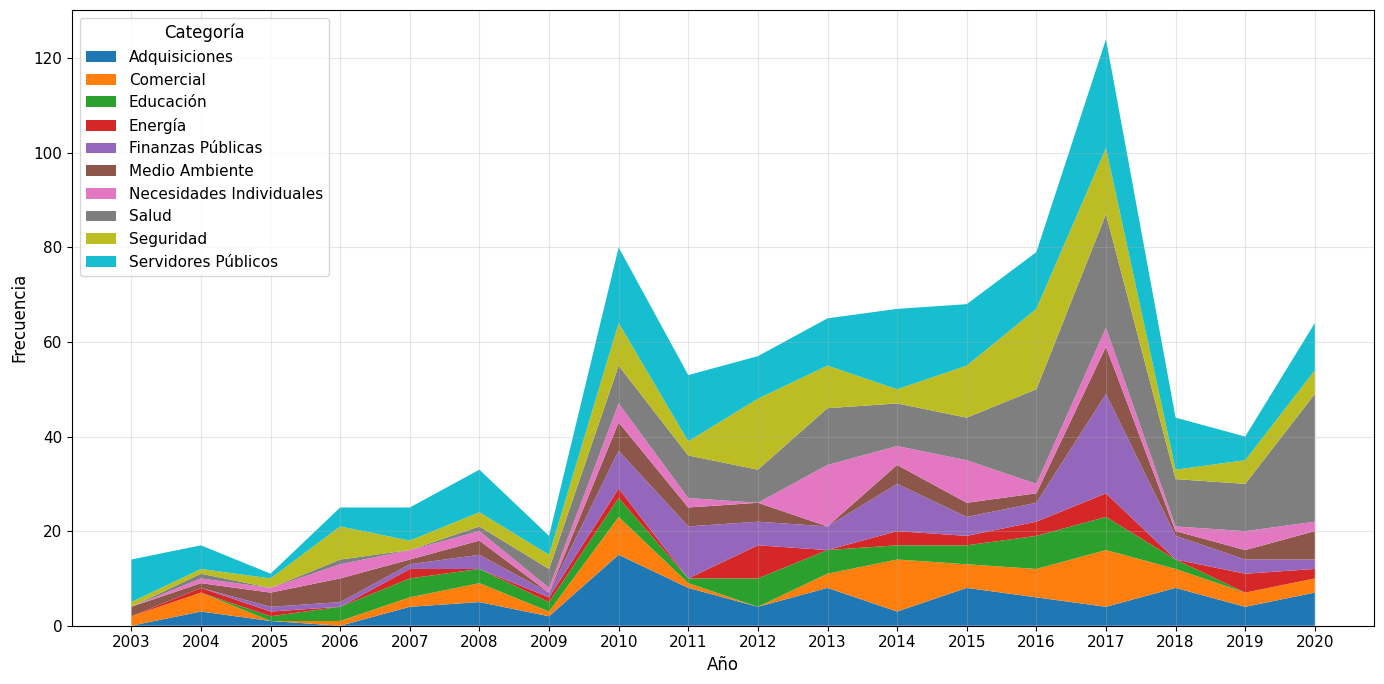 Categoría
Adquisiciones
Comercial
Educación
Energía
Finanzas Públicas
Medio Ambiente
Necesidades Individuales
Salud
Seguridad
Servidores Públicos
Frecuencia
120
100
80
60
40
20
0
2003 2004 2005 2006 2007 2008 2009 2010 2011 2012 2013 2014 2015 2016 2017 2018 2019 2020
Año